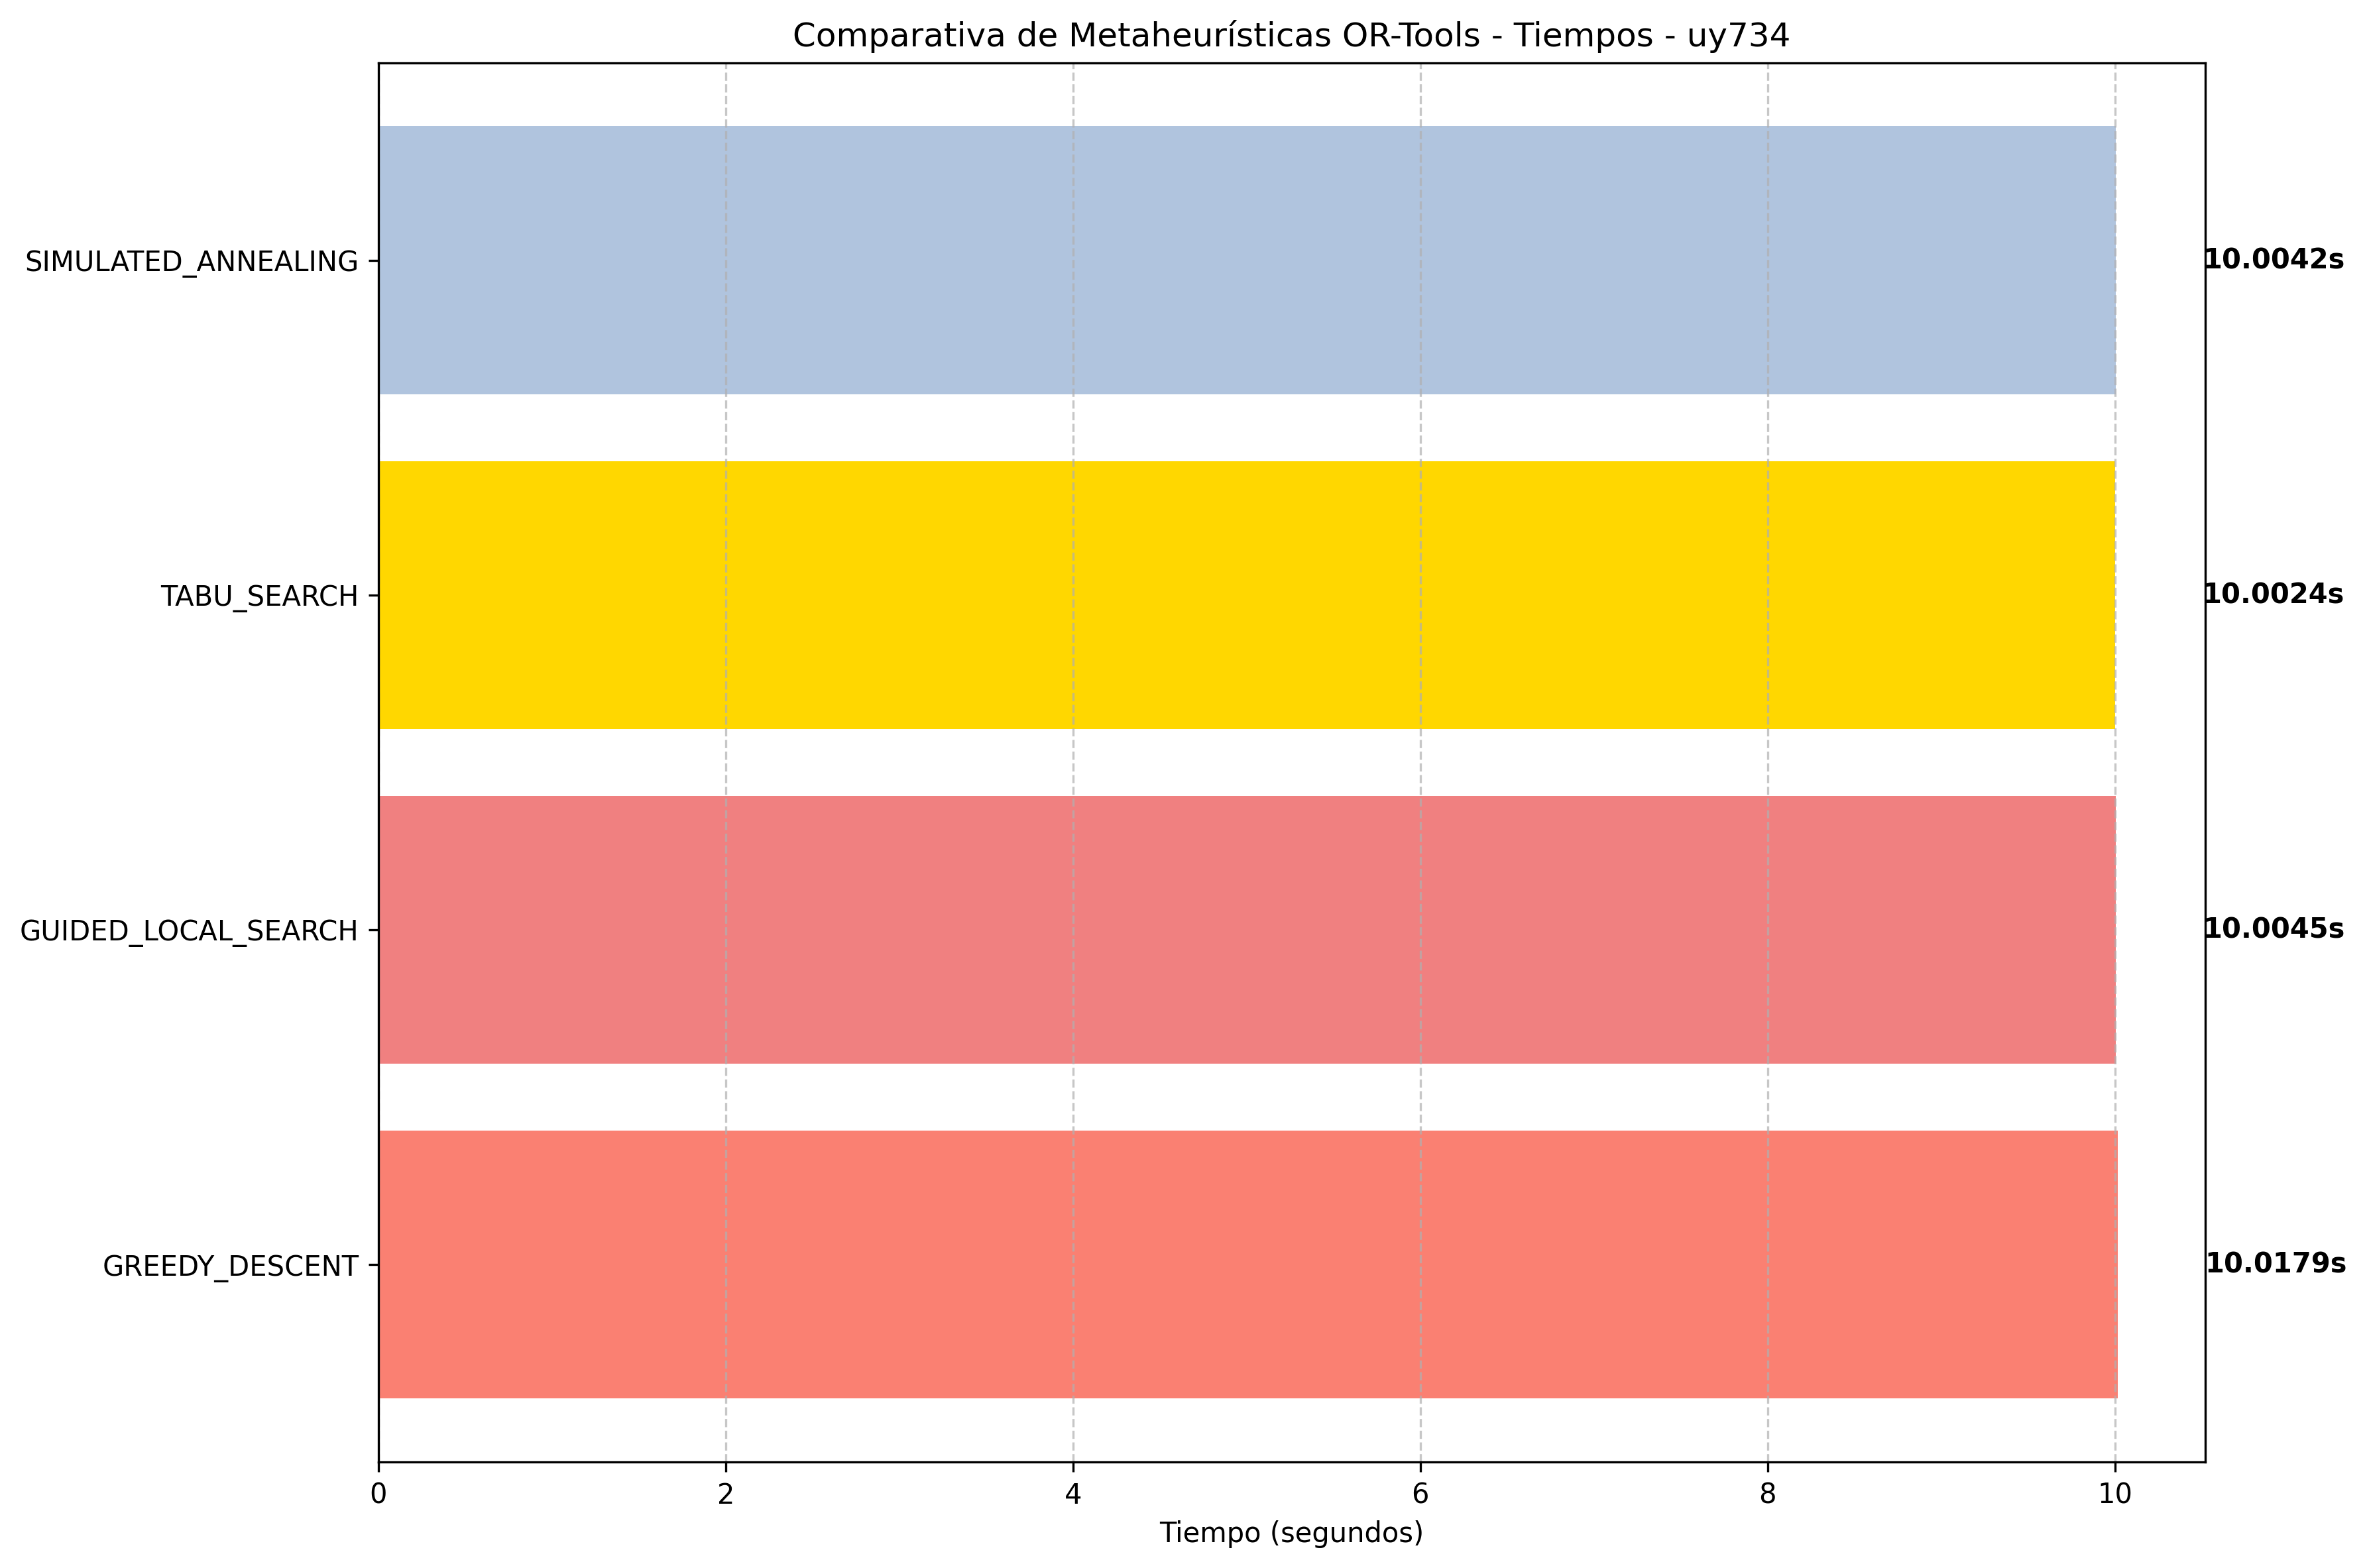 Comparativa de Metaheurísticas OR-Tools - Tiempos - uy734
SIMULATED_ANNEALING
10.0042s
TABU_SEARCH
10.0024s
GUIDED_LOCAL_SEARCH
10.0045s
GREEDY_DESCENT
10.0179s
0 2 4 6 8 10
Tiempo (segundos)